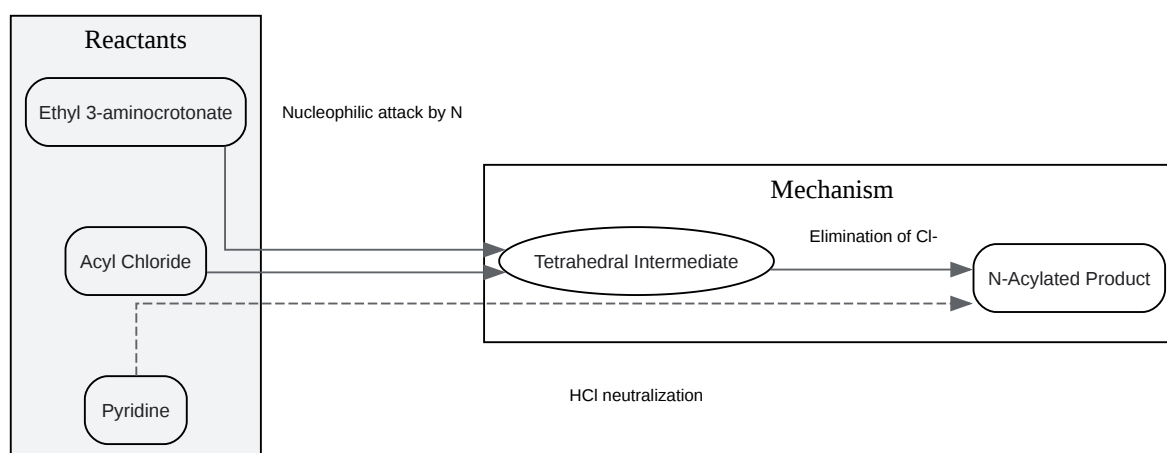 Reactants
Ethyl 3-aminocrotonate
Nucleophilic attack by N
Mechanism
Elimination of Cl-
Acyl Chloride
Tetrahedral Intermediate
N-Acylated Product
HCl neutralization
Pyridine